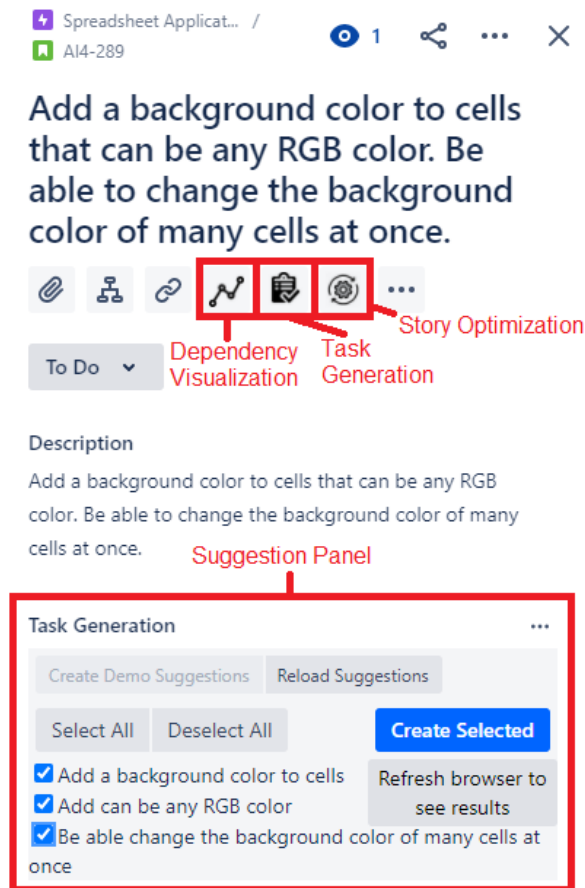 Spreadsheet Applicat... /
AI4-289
1
Add a background color to cells
that can be any RGB color. Be
able to change the background
color of many cells at once.
Story Optimization
Dependency
Visualization
Task
Generation
To Do
Description
Add a background color to cells that can be any RGB
color. Be able to change the background color of many
cells at once.
Suggestion Panel
Task Generation
Create Demo Suggestions
Reload Suggestions
Select All
Deselect All
Create Selected
Add a background color to cells
Add can be any RGB color
Be able change the background color of many cells at
once
Refresh browser to
see results